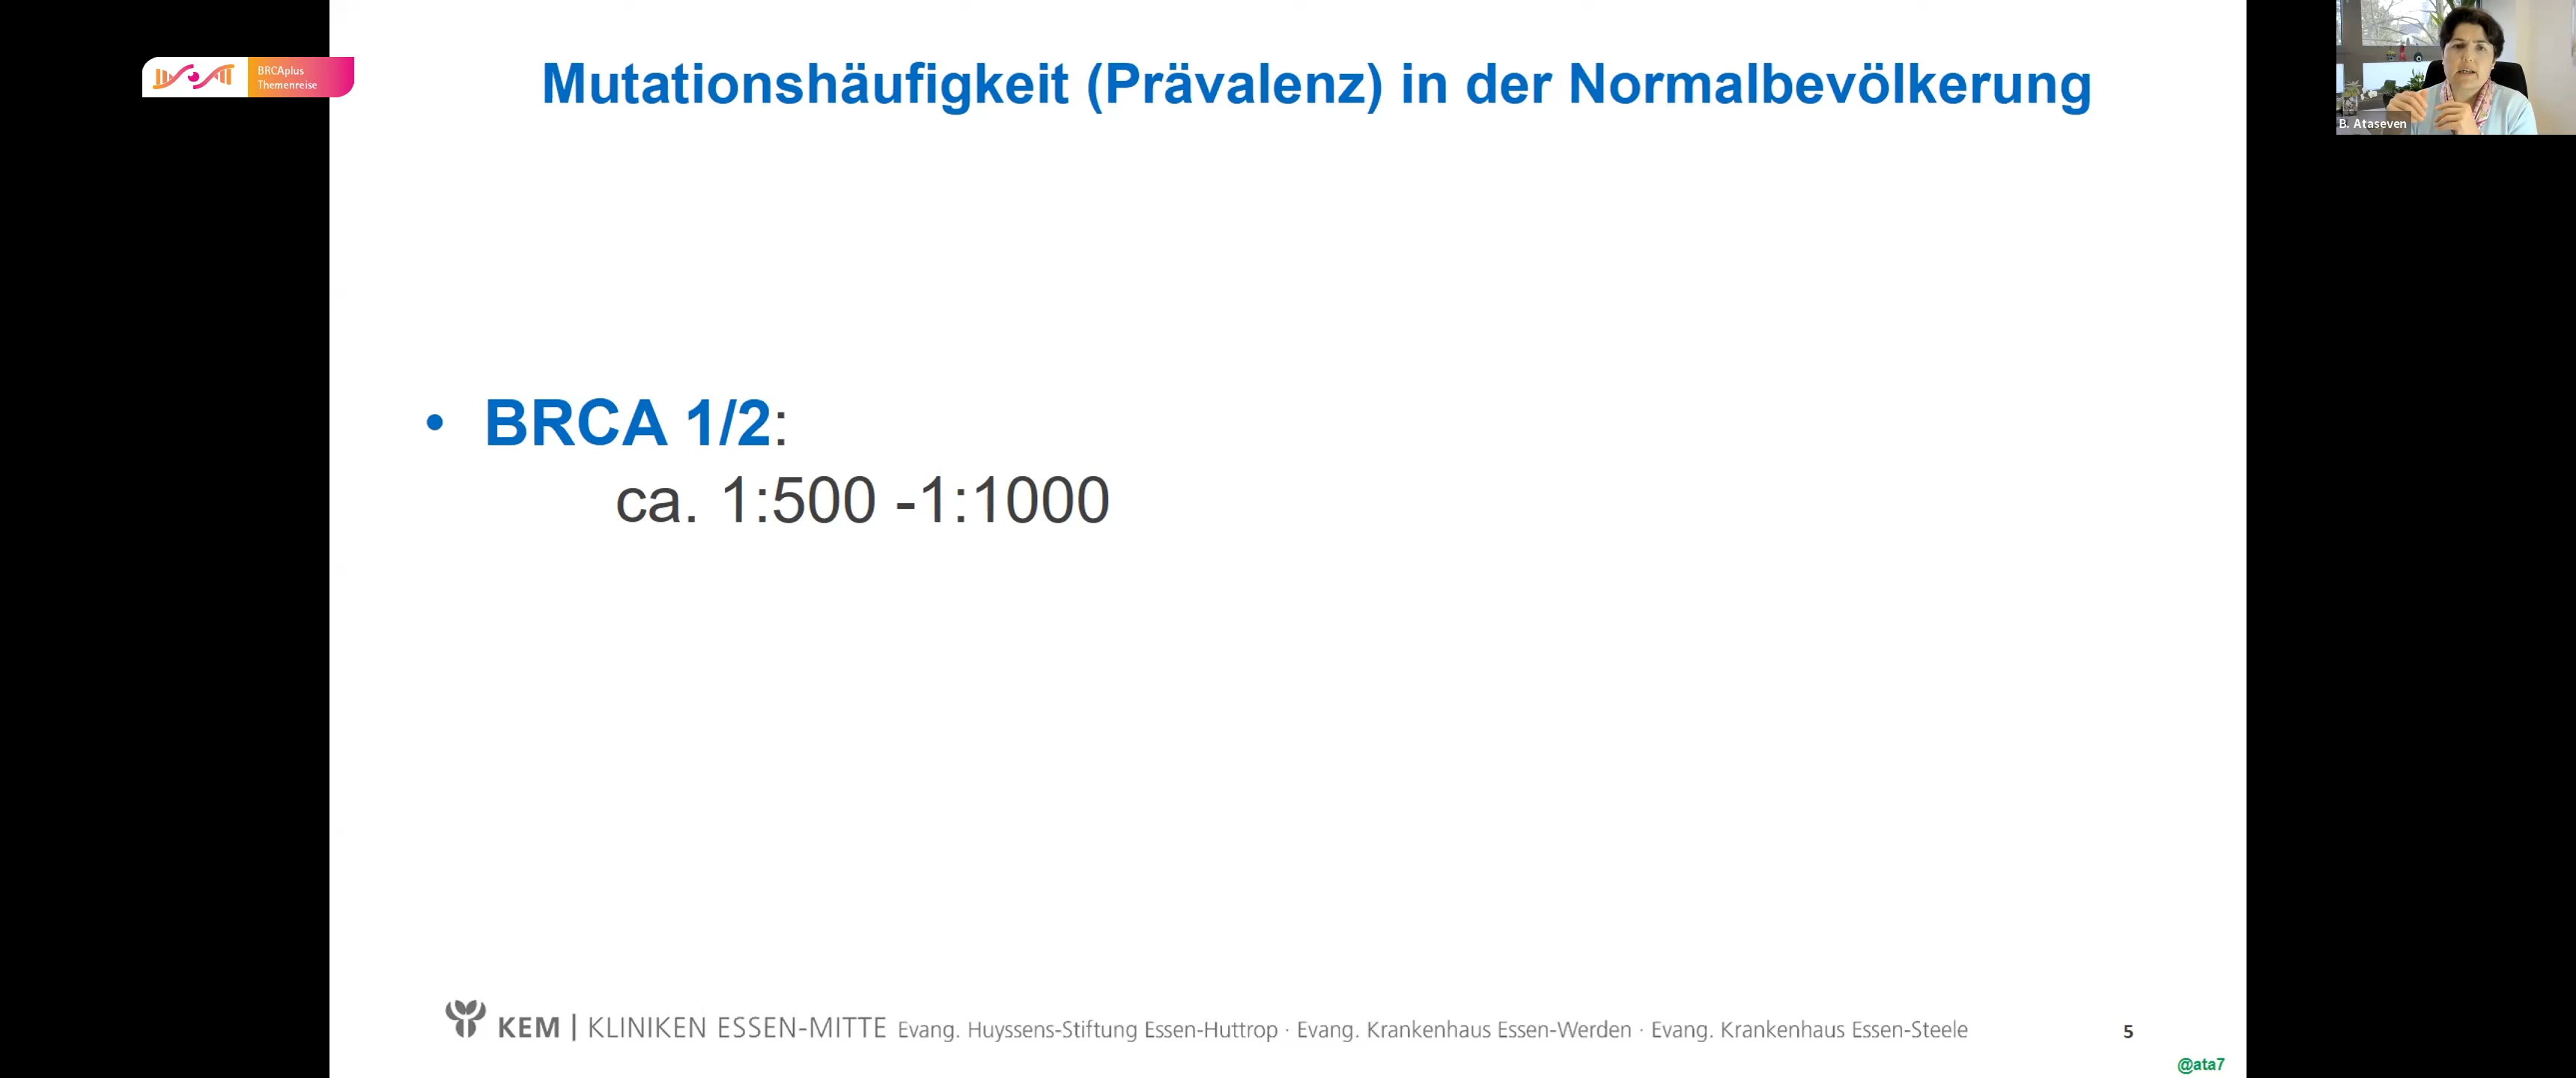 BRCAplus
Themenreise
Mutationshäufigkeit (Prävalenz) in der Normalbevölkerung
B. Ataseven
• BRCA 1/2:
ca. 1:500 -1:1000
KEM | KLINIKEN ESSEN-MITTE Evang. Huyssens-Stiftung Essen-Huttrop · Evang. Krankenhaus Essen-Werden · Evang. Krankenhaus Essen-Steele
5
@ata7